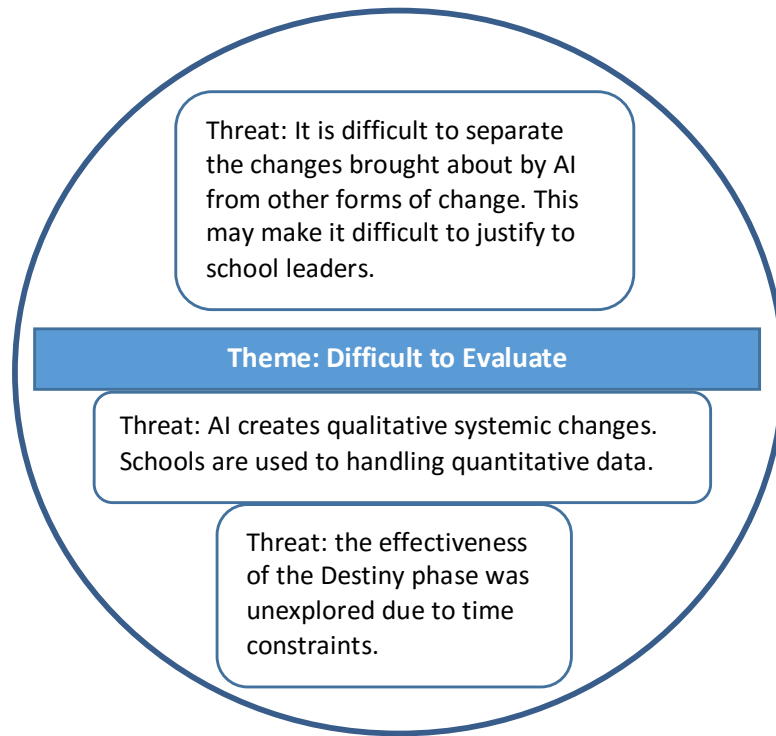 Threat: It is difficult to separate
the changes brought about by AI
from other forms of change. This
may make it difficult to justify to
school leaders.
Theme: Difficult to Evaluate
Threat: AI creates qualitative systemic changes.
Schools are used to handling quantitative data.
Threat: the effectiveness
of the Destiny phase was
unexplored due to time
constraints.